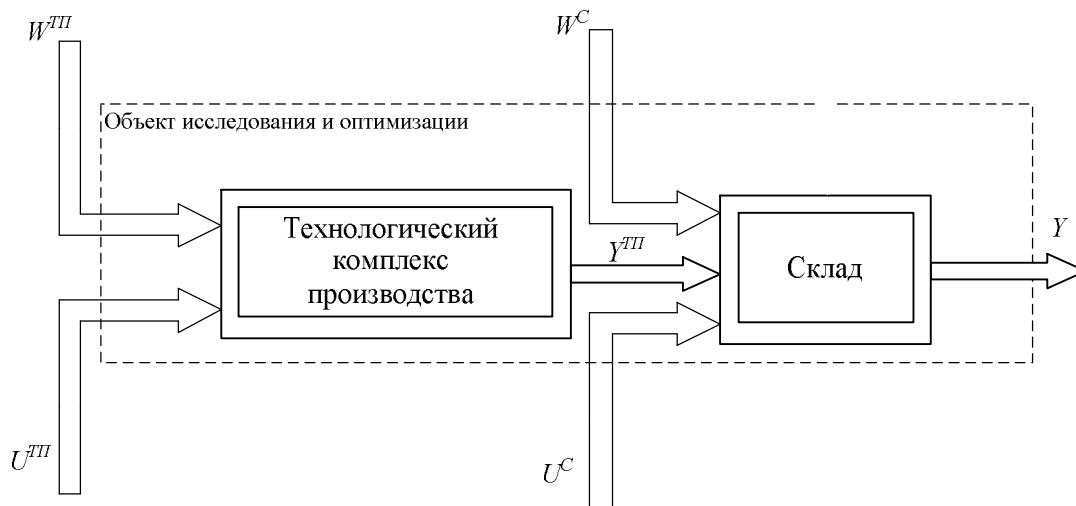 W^ТП
W^C
Объект исследования и оптимизации
Технологический
комплекс
производства
Y^ТП
Склад
Y
U^ТП
U^C